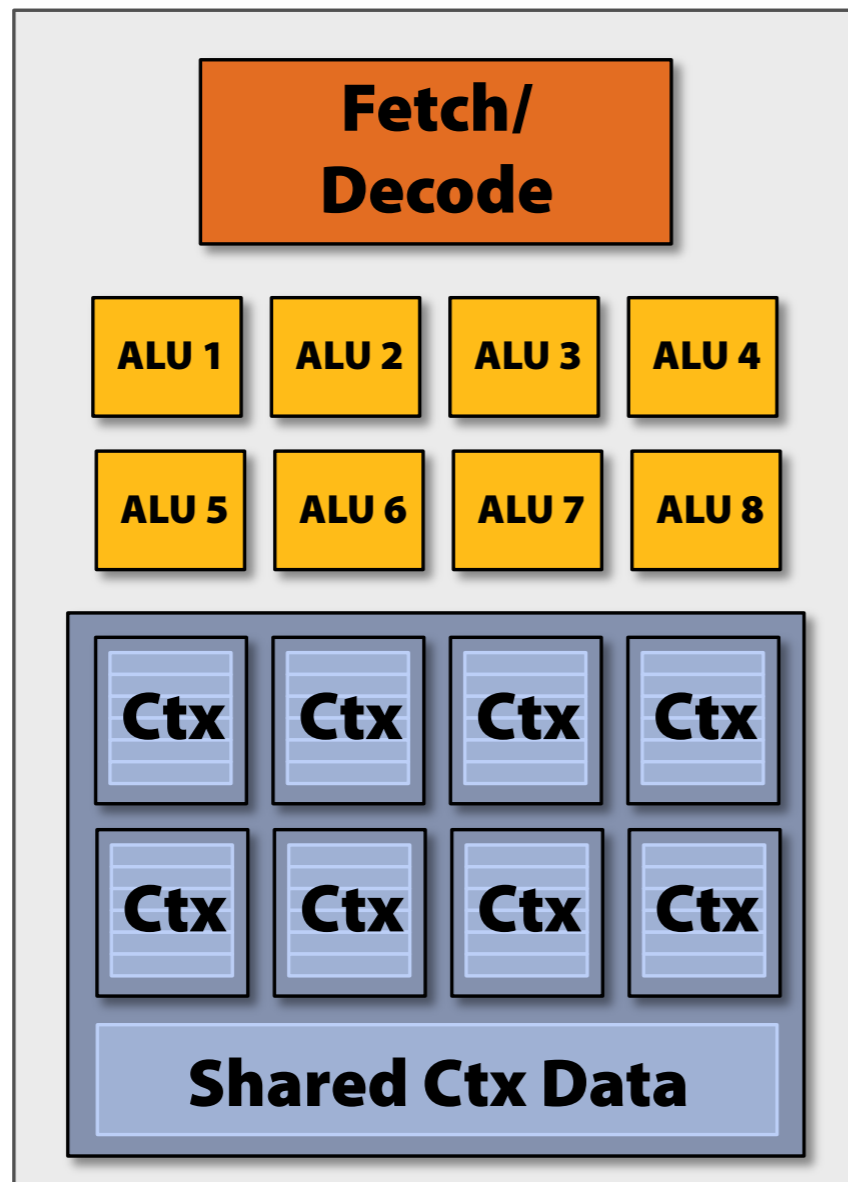 Fetch/
Decode
ALU 1 ALU 2 ALU 3 ALU 4
ALU 5 ALU 6 ALU 7 ALU 8
Ctx Ctx Ctx Ctx
Ctx Ctx Ctx Ctx
Shared Ctx Data